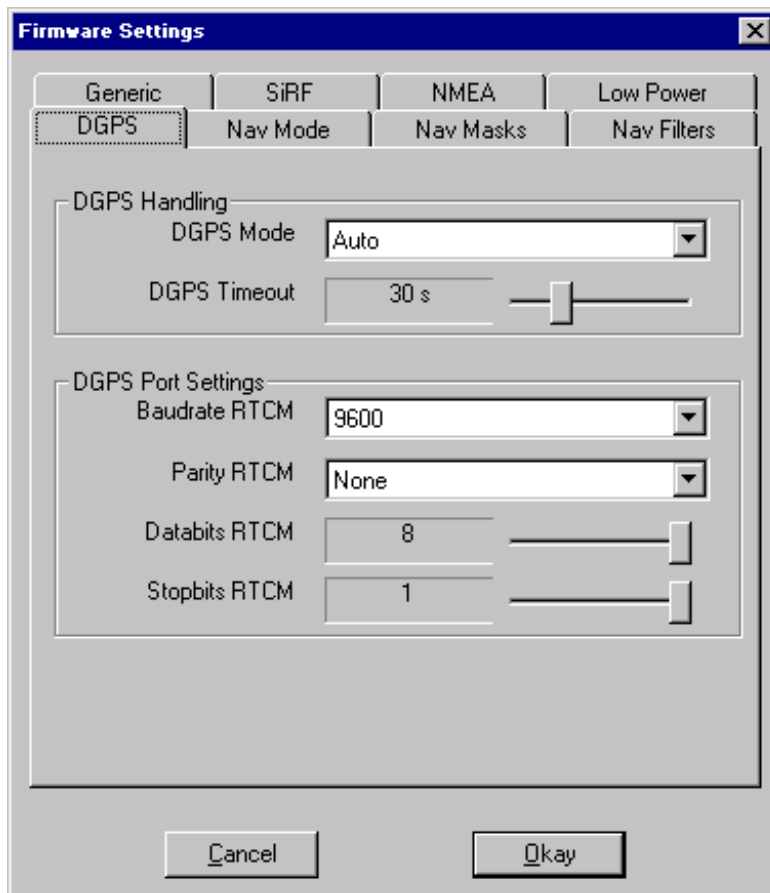 Firmware Settings
Generic SiRF NMEA Low Power
DGPS Nav Mode Nav Masks Nav Filters
DGPS Handling
DGPS Mode Auto
DGPS Timeout 30 s
DGPS Port Settings
Baudrate RTCM 9600
Parity RTCM None
Databits RTCM 8
Stopbits RTCM 1
Cancel Okay